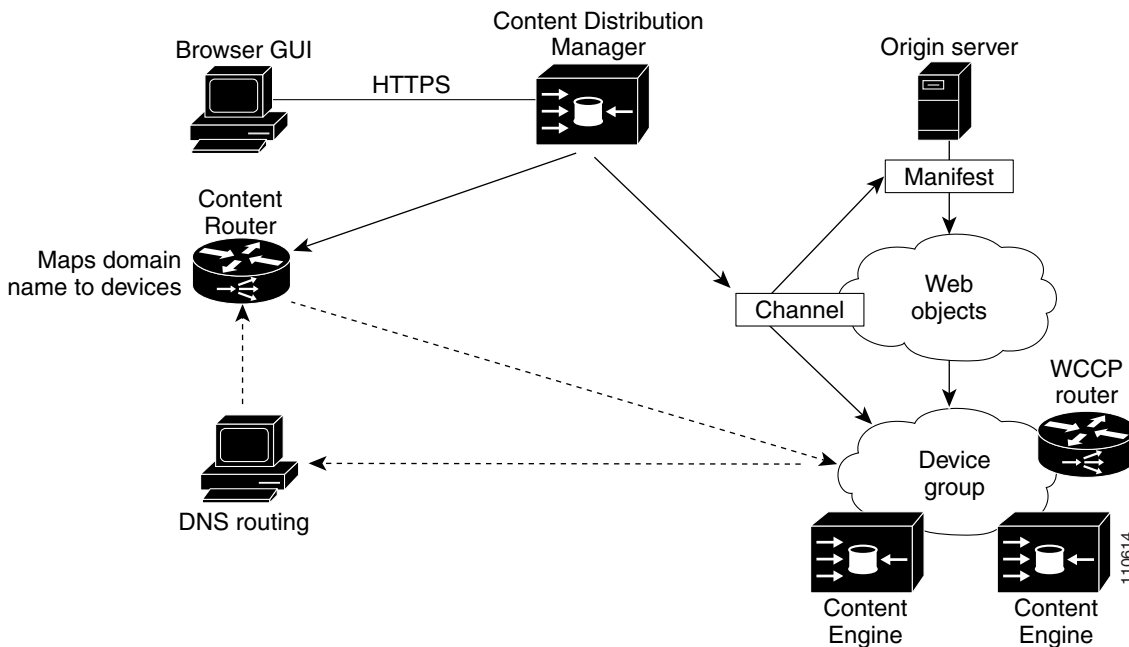 Content Distribution
Manager
Browser GUI
Origin server
HTTPS
Manifest
Content
Router
Maps domain
name to devices
Web
objects
Channel
WCCP
router
Device
group
DNS routing
110614
Content
Engine
Content
Engine